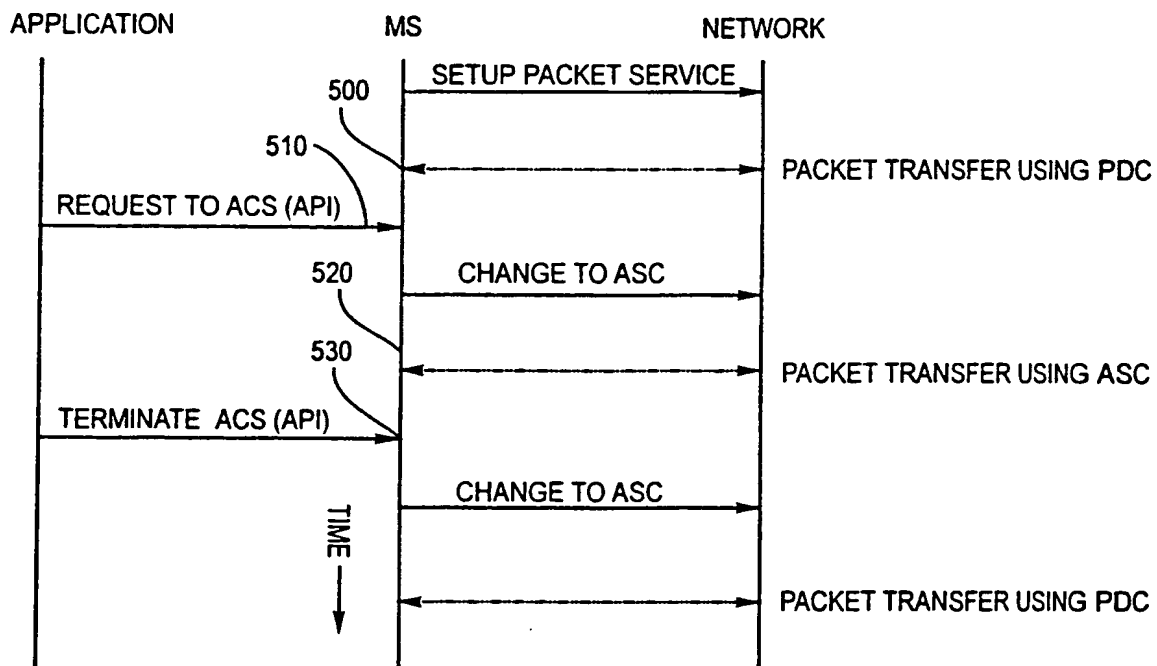 APPLICATION
MS
NETWORK
SETUP PACKET SERVICE
500
510
PACKET TRANSFER USING PDC
REQUEST TO ACS (API)
520
CHANGE TO ASC
530
PACKET TRANSFER USING ASC
TERMINATE ACS (API)
CHANGE TO ASC
TIME
PACKET TRANSFER USING PDC